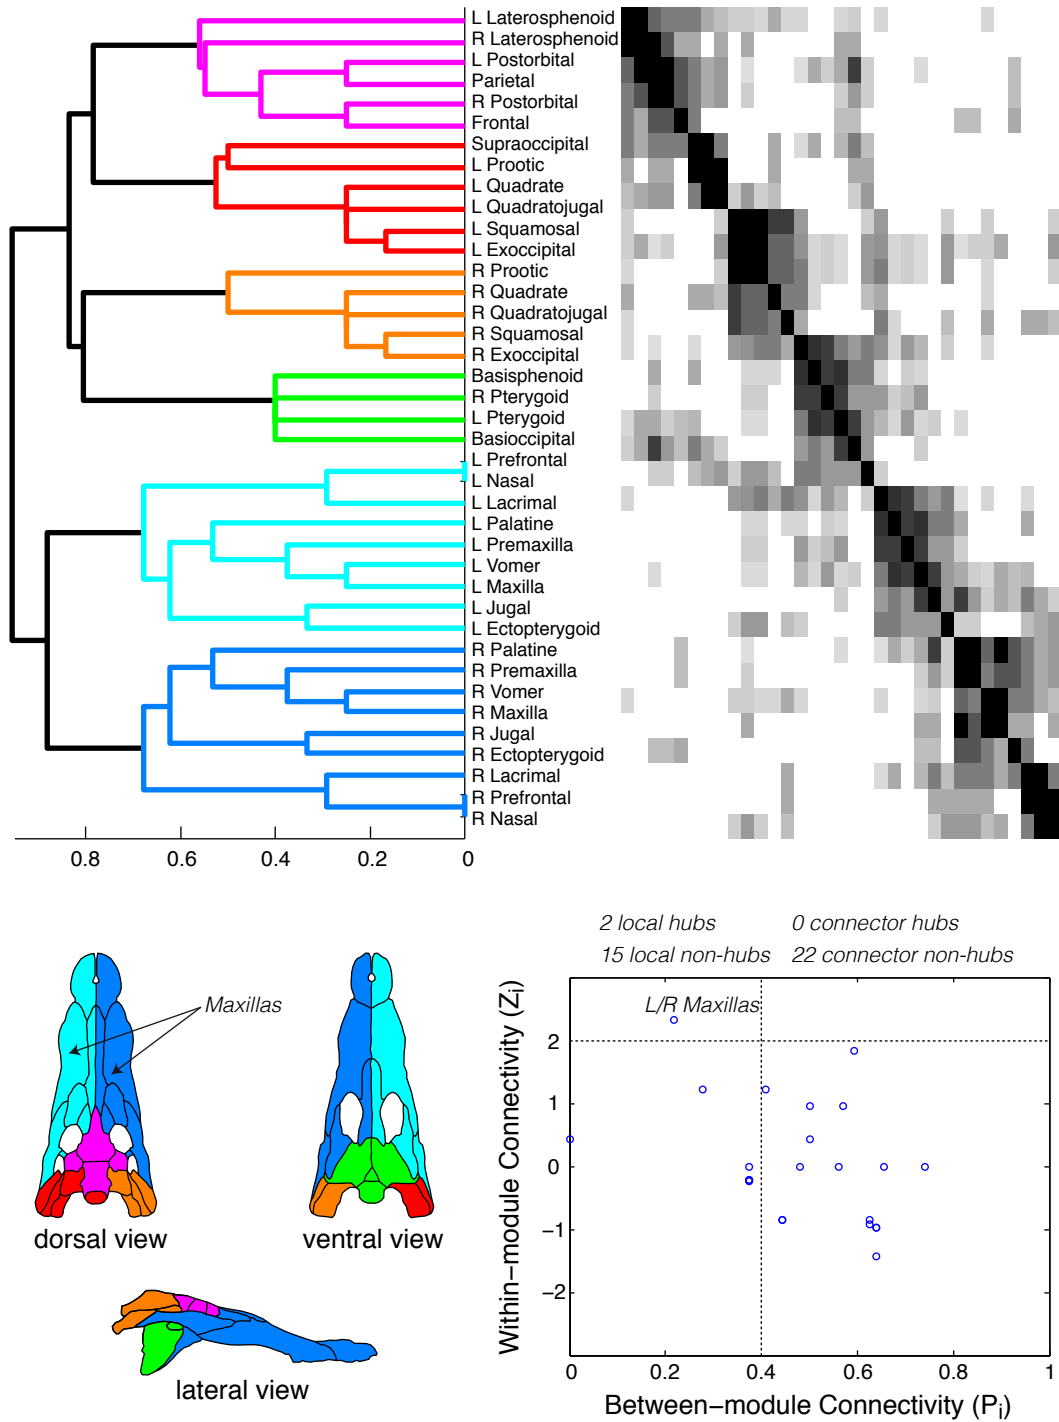 L Laterosphenoid
R Laterosphenoid
L Postorbital
Parietal
R Postorbital
Frontal
Supraoccipital
L Prootic
L Quadrate
L Quadratojugal
L Squamosal
L Exoccipital
R Prootic
R Quadrate
R Quadratojugal
R Squamosal
R Exoccipital
Basisphenoid
R Pterygoid
L Pterygoid
Basioccipital
L Prefrontal
L Nasal
L Lacrimal
L Palatine
L Premaxilla
L Vomer
L Maxilla
L Jugal
L Ectopterygoid
R Palatine
R Premaxilla
R Vomer
R Maxilla
R Jugal
R Ectopterygoid
R Lacrimal
R Prefrontal
R Nasal
0.8 0.6 0.4 0.2 0
Maxillas
dorsal view
ventral view
lateral view
2 local hubs 0 connector hubs
15 local non-hubs 22 connector non-hubs
L/R Maxillas
Within−module Connectivity (Zi)
2
1
0
−1
−2
0 0.2 0.4 0.6 0.8 1
Between−module Connectivity (Pi)